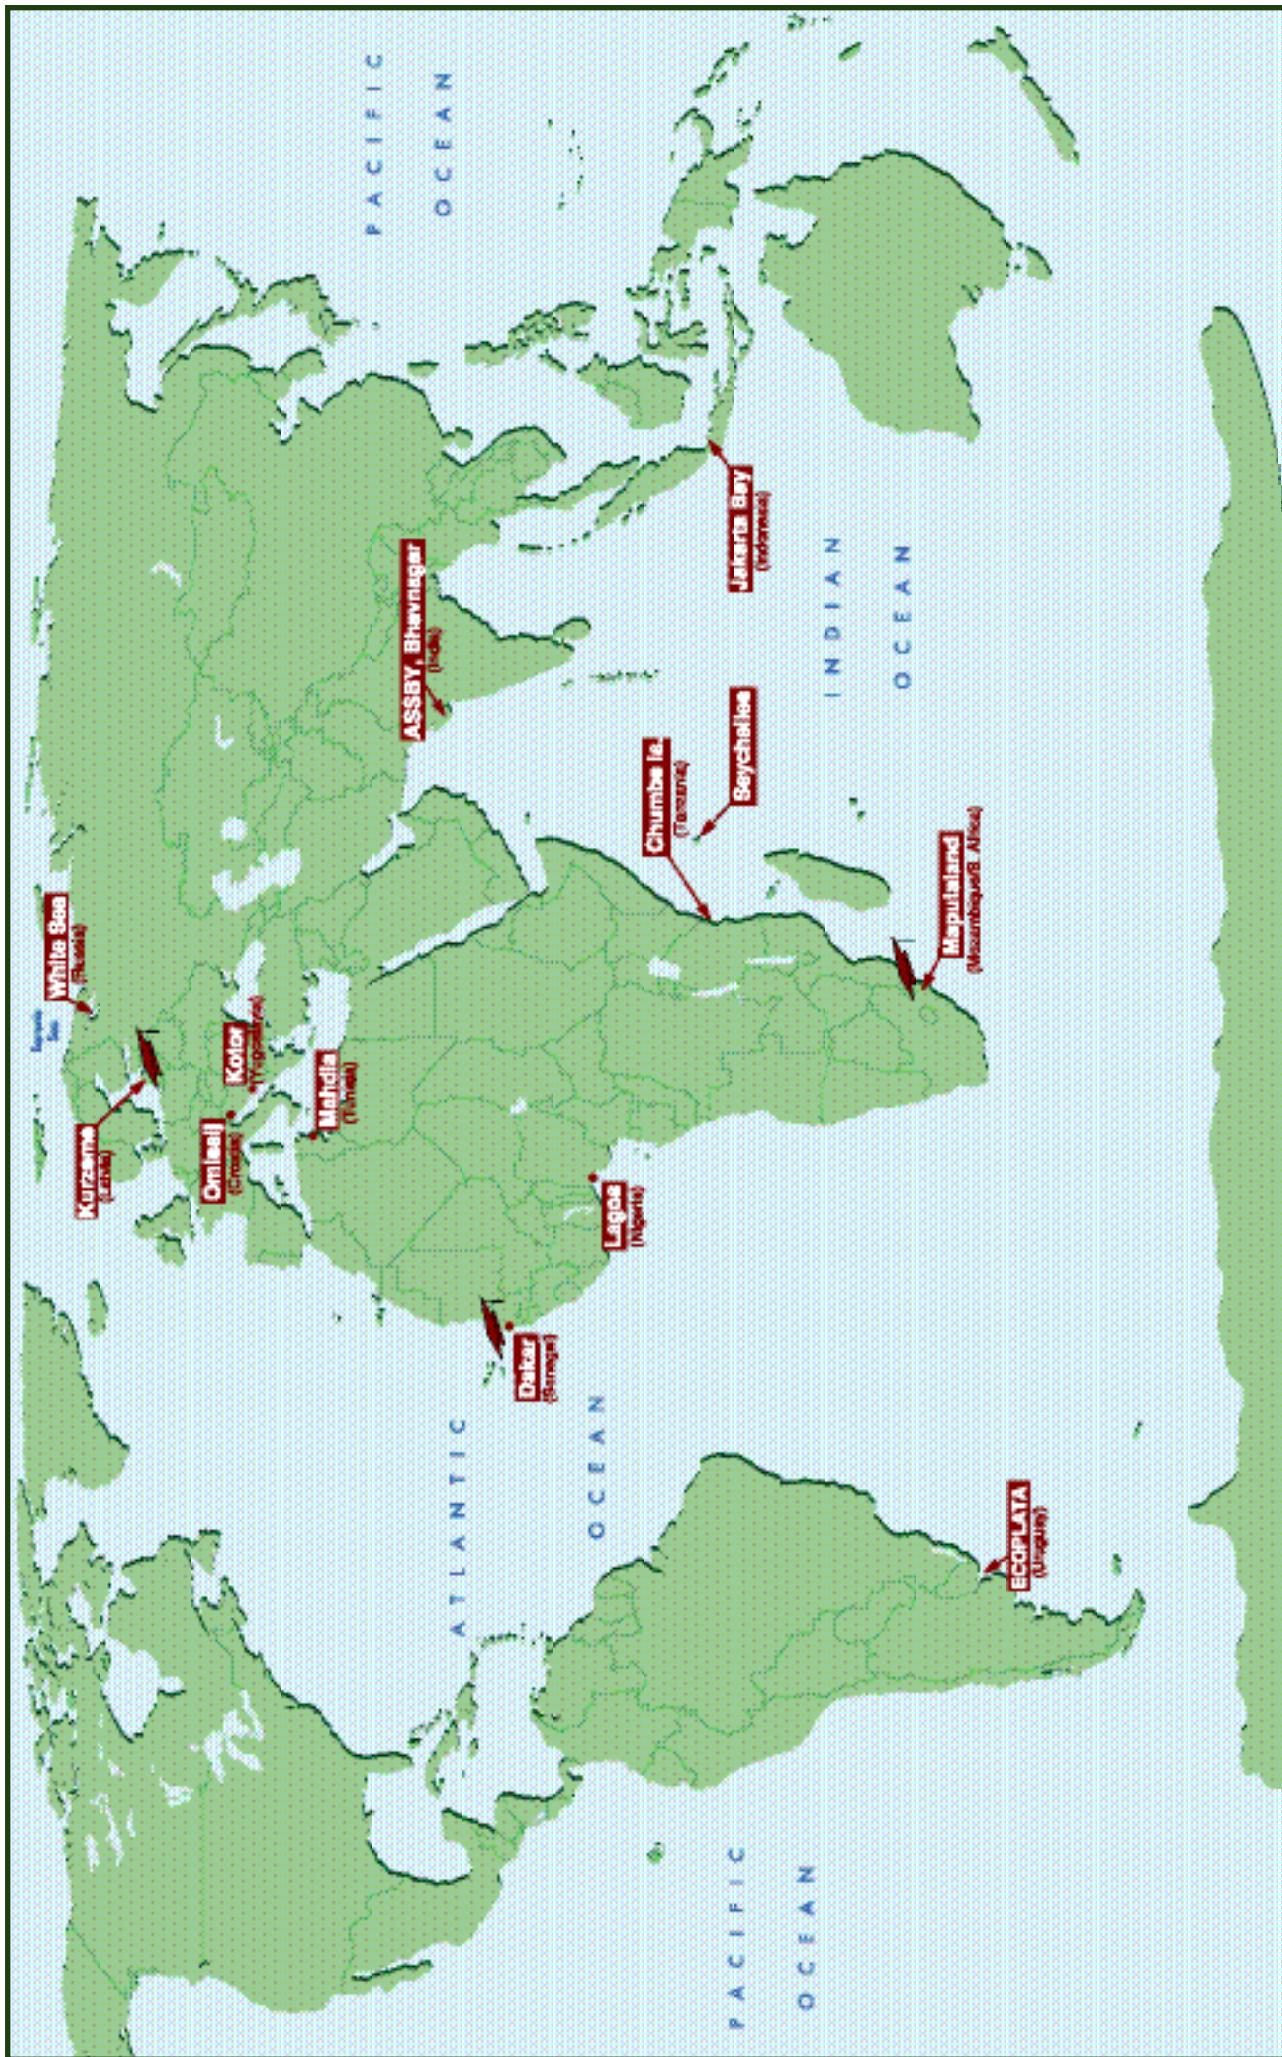 White Sea
(Russia)
Kurzeme
(Latvia)
Omisalj
(Croatia)
Kotor
(Yugoslavia)
Mahdia
(Tunisia)
PACIFIC
OCEAN
ASSBY, Bhavnagar
(India)
ATLANTIC
OCEAN
Dakar
(Senegal)
Lagos
(Nigeria)
Chumbe Is.
(Tanzania)
Seychelles
Jakarta Bay
(Indonesia)
PACIFIC
OCEAN
INDIAN
OCEAN
Maputaland
(Mozambique/S. Africa)
ECOPLATA
(Uruguay)